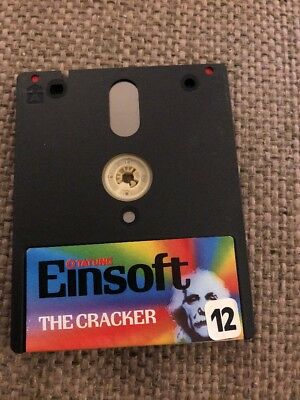 TATUNG
Einsoft
THE CRACKER
12